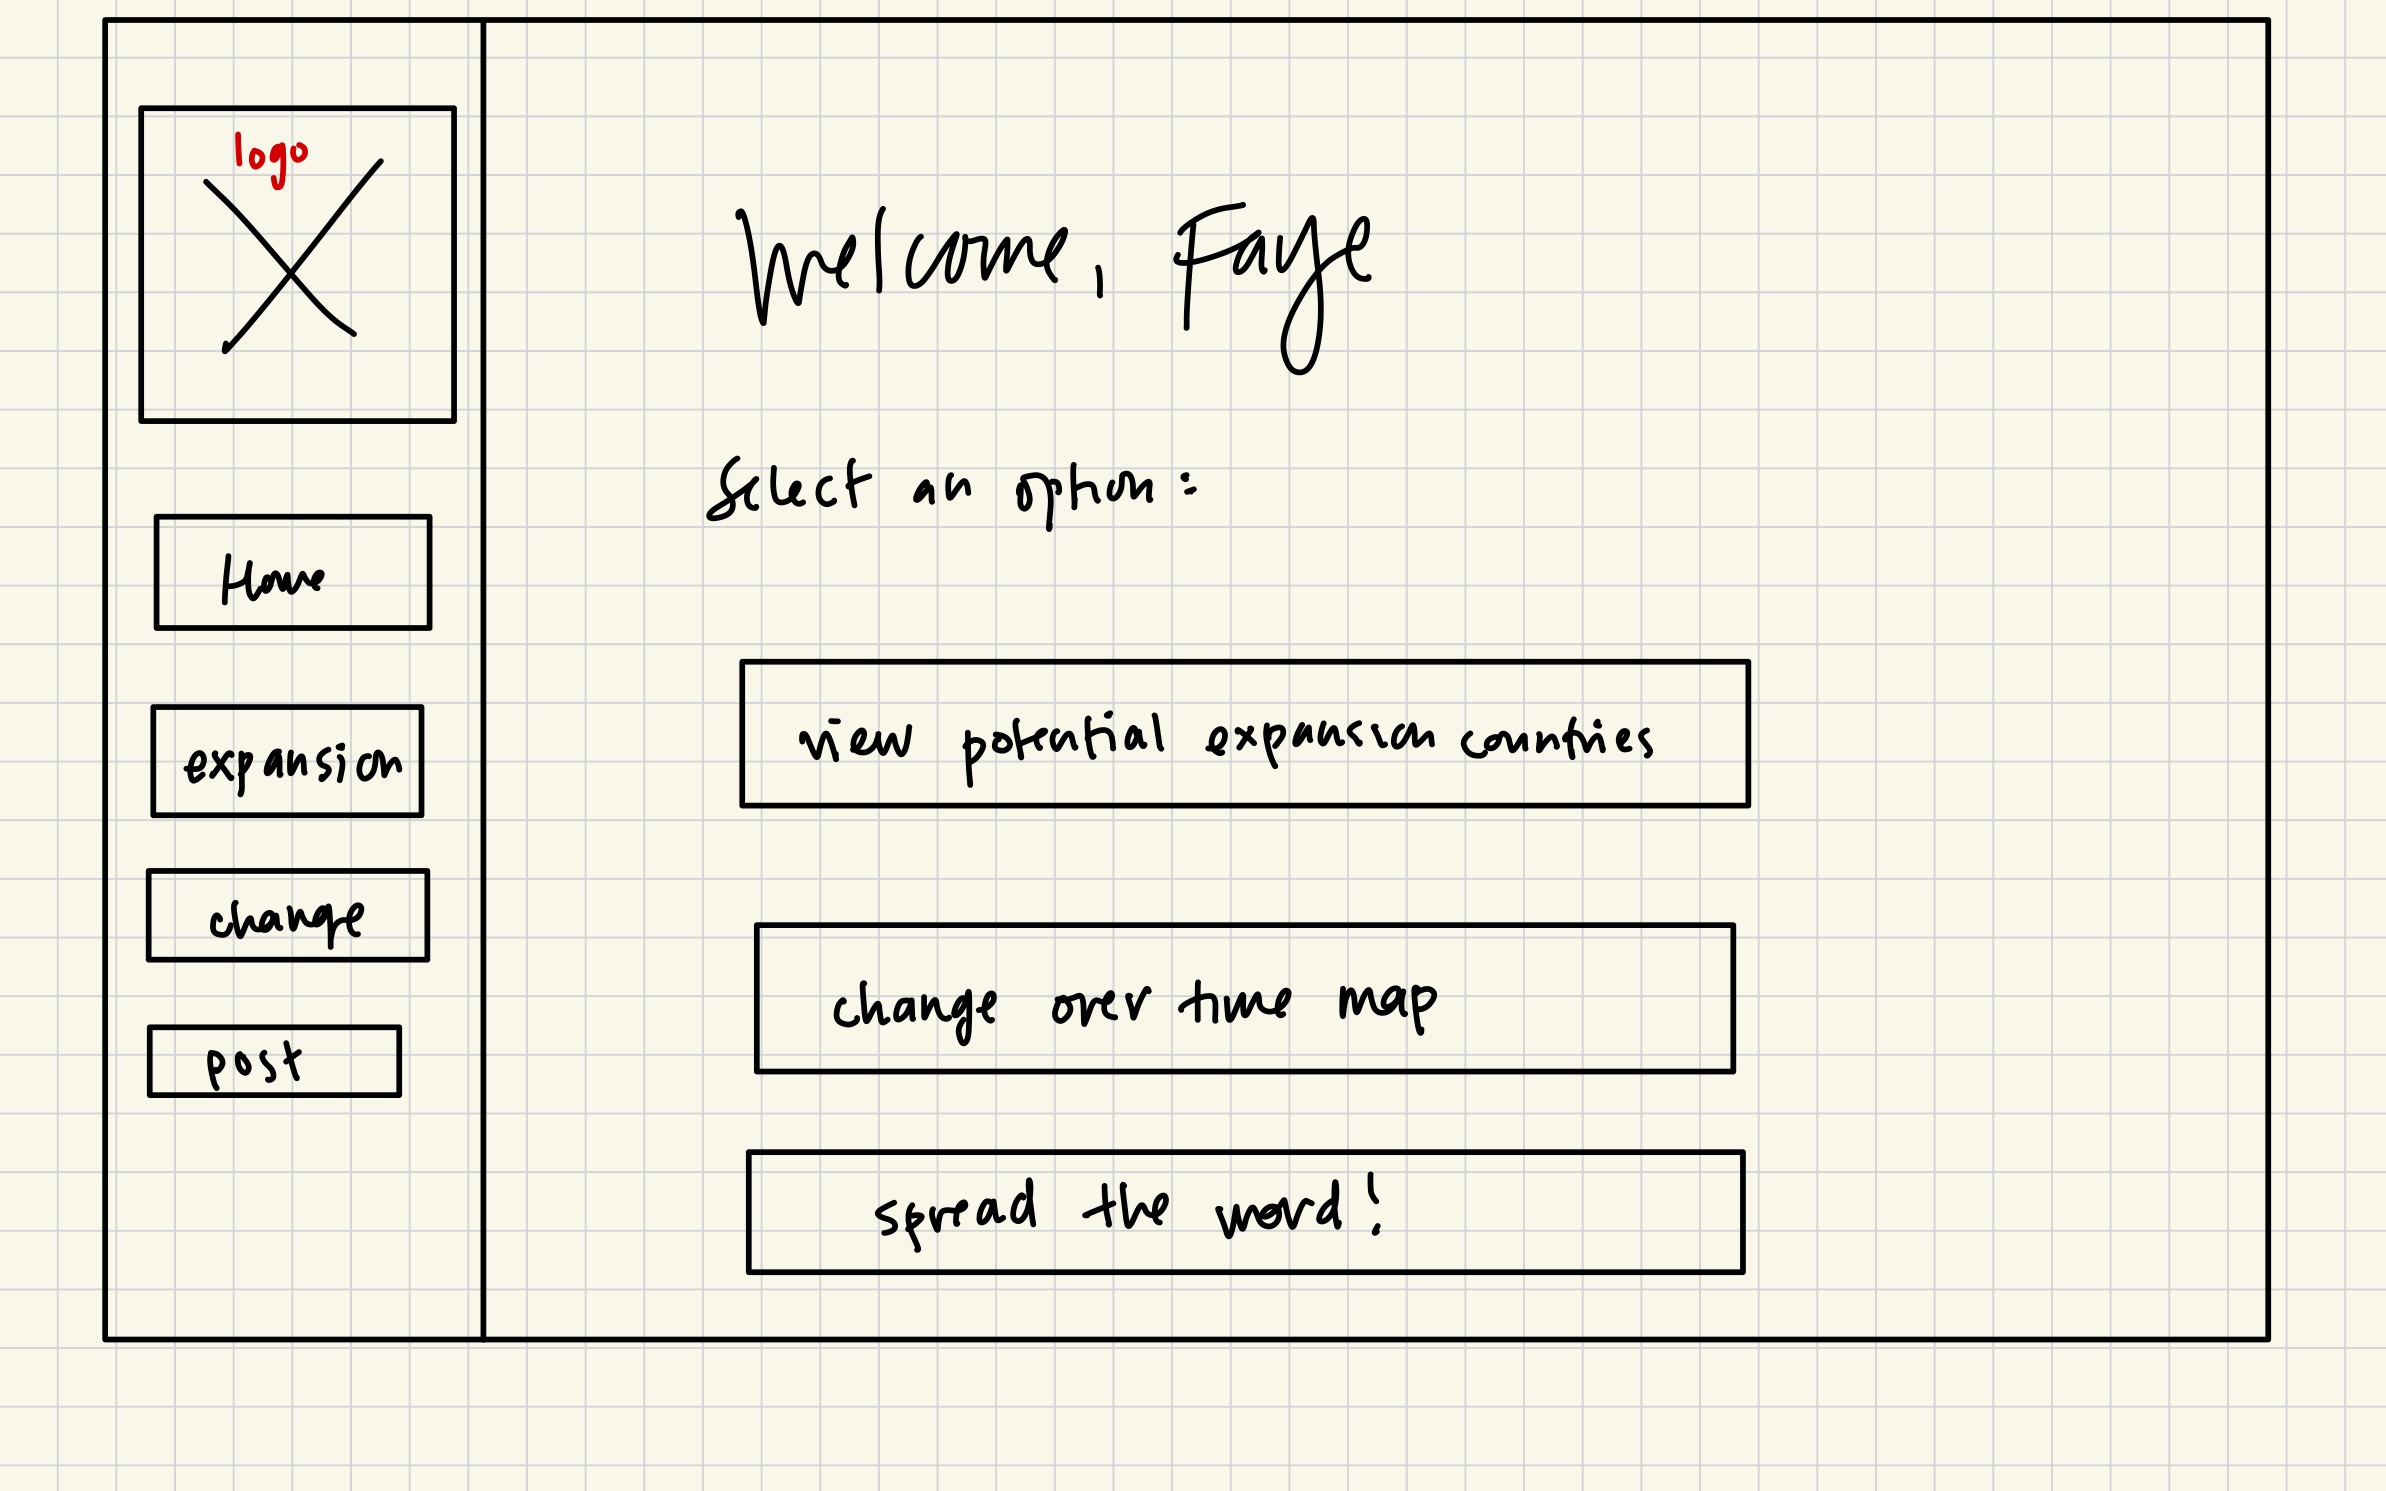 logo
Home
expansion
change
post
Welcome, Faye
Select an option:
view potential expansion countries
change over time map
spread the word!